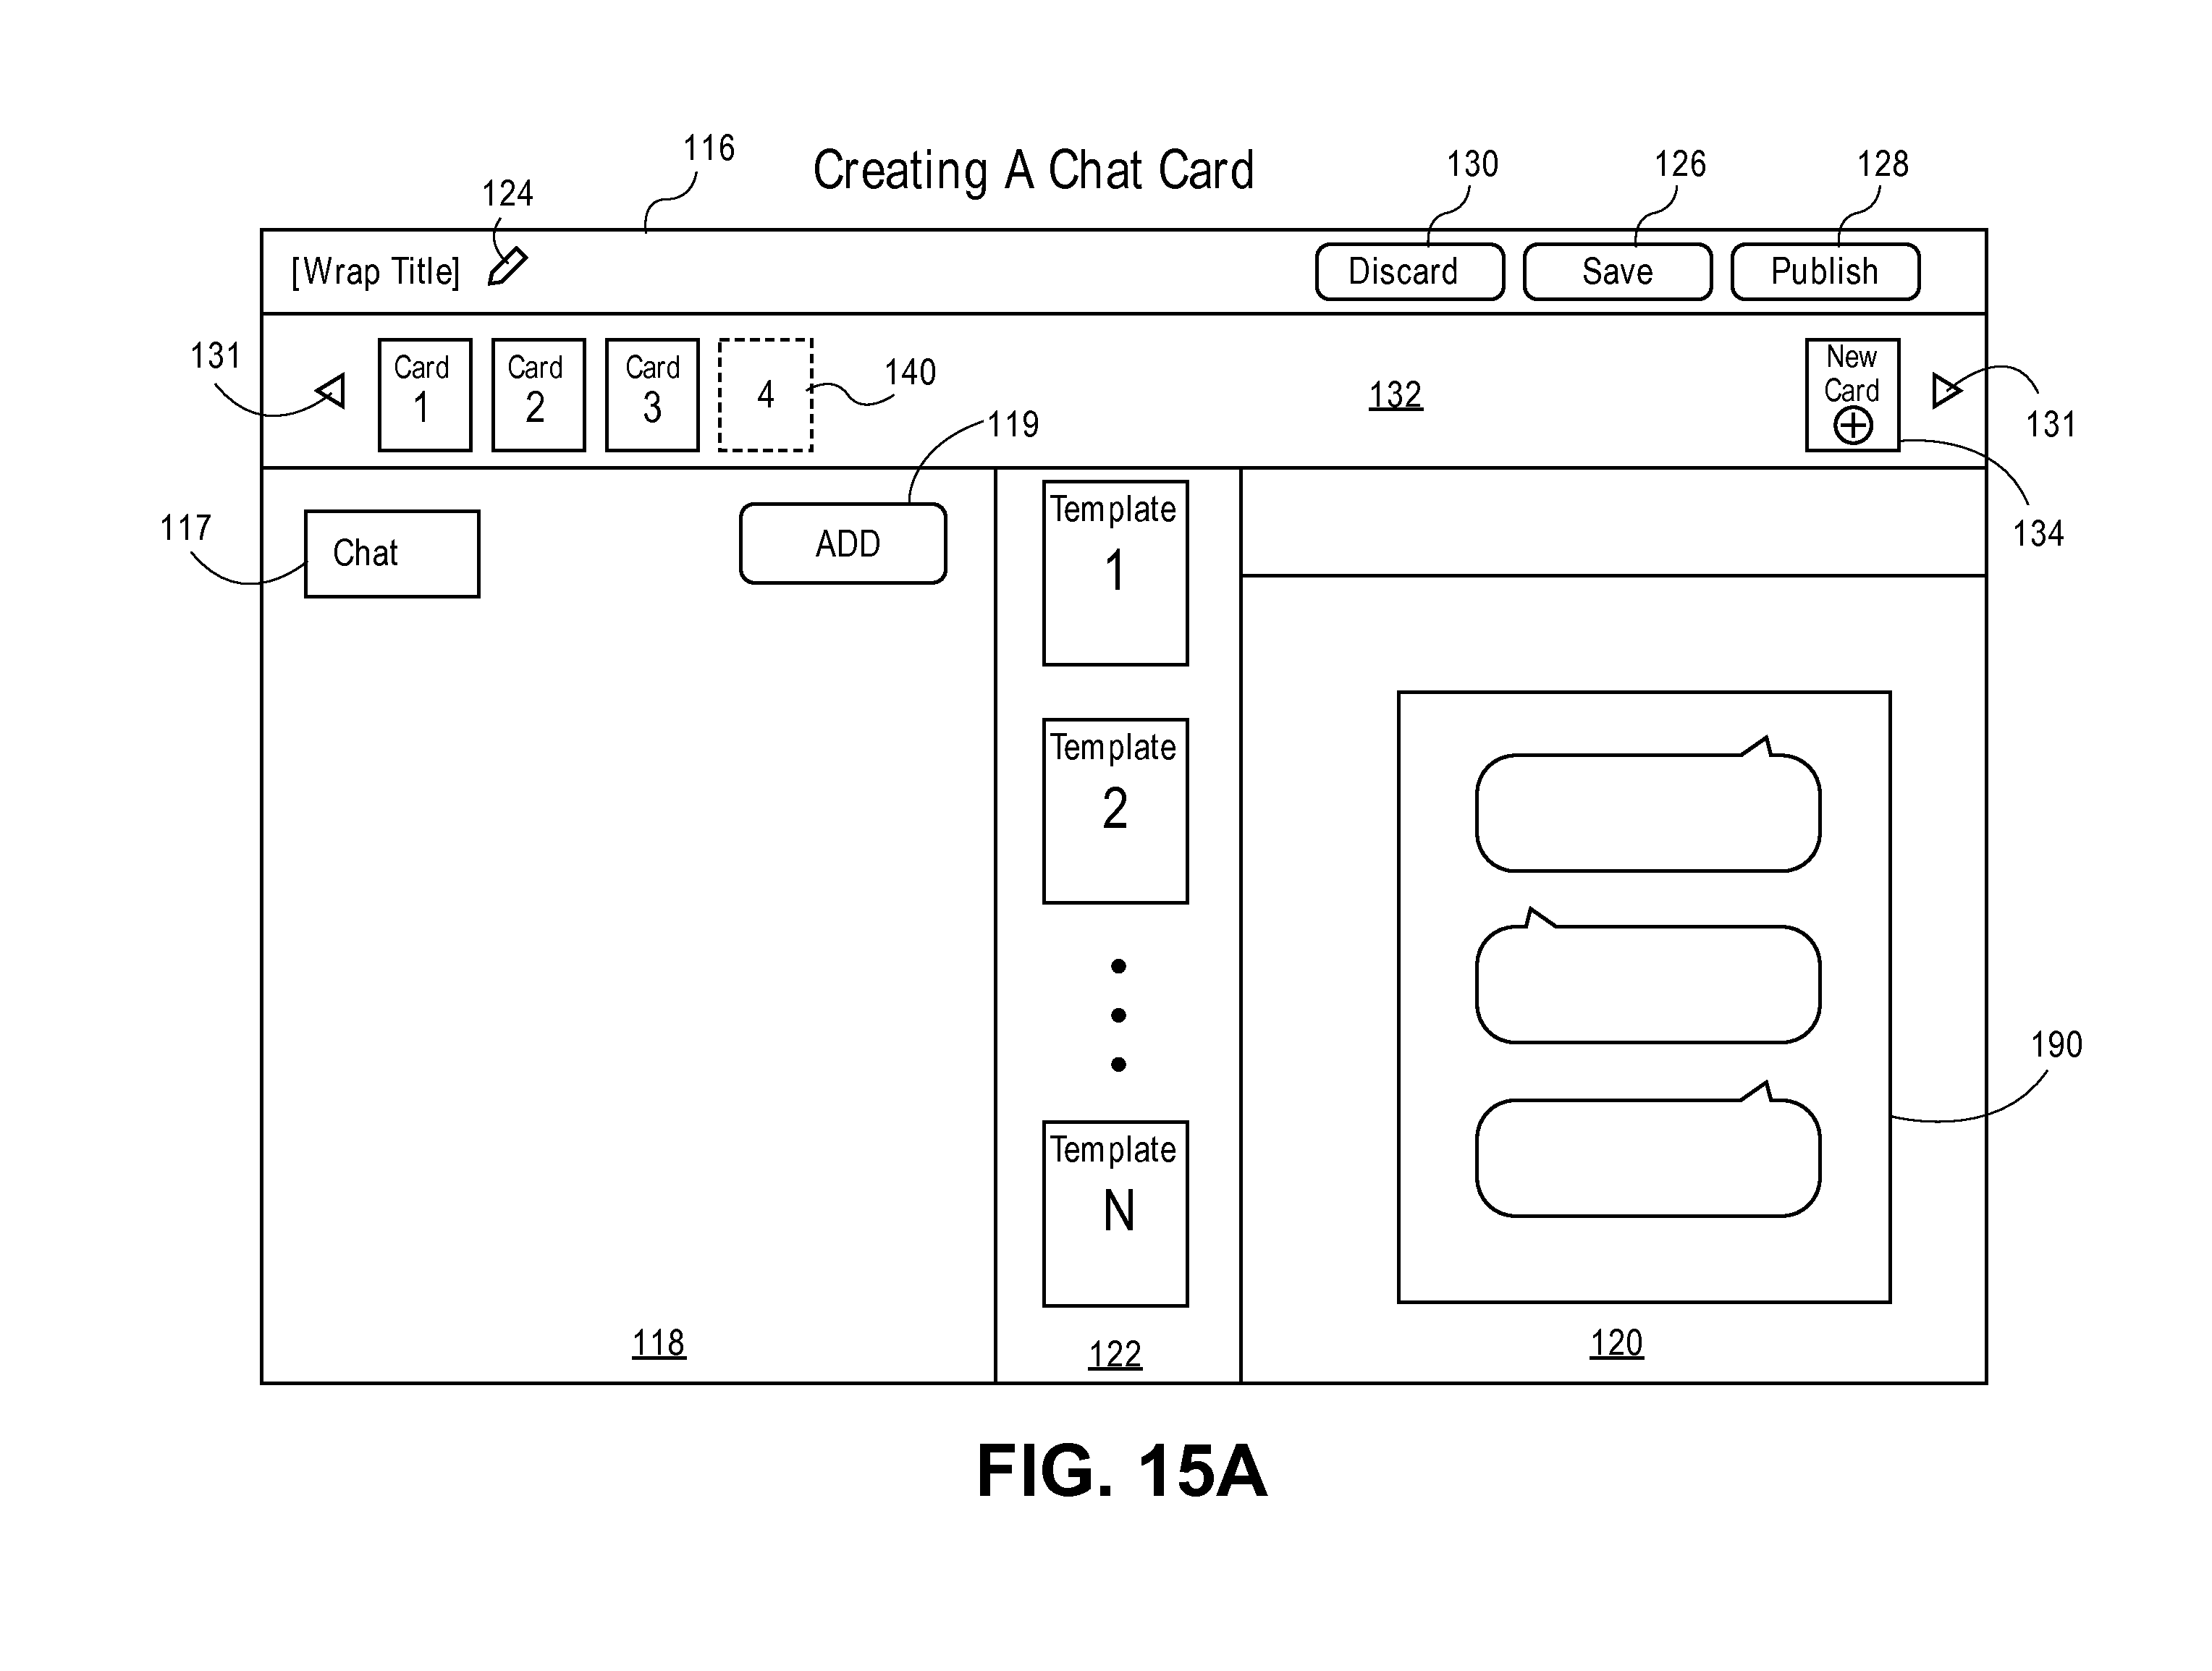 Creating A Chat Card
116
124
130
126
128
[Wrap Title]
Discard
Save
Publish
131
Card
1
Card
2
Card
3
4
140
132
New
Card
131
134
119
117
Chat
ADD
Template
1
Template
2
Template
N
190
118
122
120
FIG. 15A